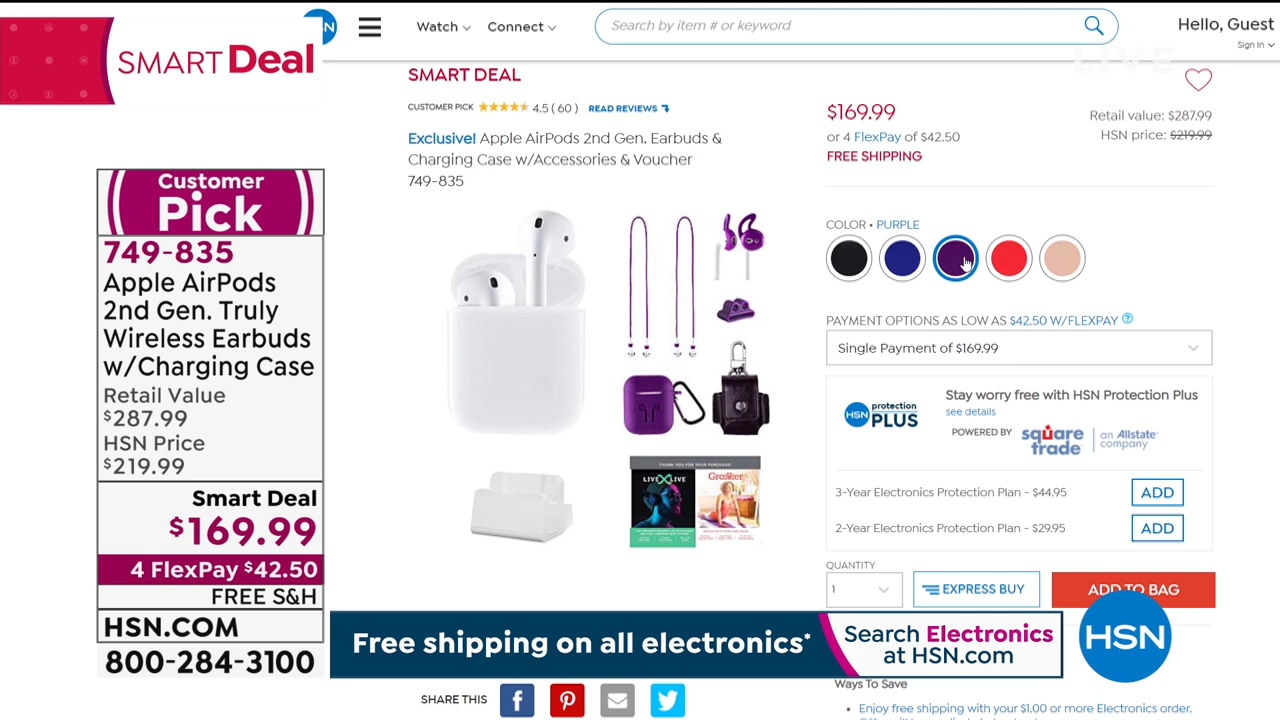 SMART Deal
Watch
Connect
Search by item # or keyword
Hello, Guest
Sign In
LIVE
SMART DEAL
CUSTOMER PICK 4.5 ( 60 ) READ REVIEWS
Exclusive! Apple AirPods 2nd Gen. Earbuds &
Charging Case w/Accessories & Voucher
749-835
$169.99
or 4 FlexPay of $42.50
FREE SHIPPING
Retail value: $287.99
HSN price: $219.99
COLOR • PURPLE
PAYMENT OPTIONS AS LOW AS $42.50 W/FLEXPAY ?
Single Payment of $169.99
HSN protection PLUS
Stay worry free with HSN Protection Plus
see details
POWERED BY square trade an Allstate company
3-Year Electronics Protection Plan - $44.95 ADD
2-Year Electronics Protection Plan - $29.95 ADD
QUANTITY
1
EXPRESS BUY
ADD TO BAG
Customer
Pick
749-835
Apple AirPods
2nd Gen. Truly
Wireless Earbuds
w/Charging Case
Retail Value
$287.99
HSN Price
$219.99
Smart Deal
$169.99
4 FlexPay $42.50
FREE S&H
HSN.COM
800-284-3100
THANK YOU FOR YOUR PURCHASE!
LIVEXLIVE
Grooker
Free shipping on all electronics*
Search Electronics
at HSN.com
HSN
SHARE THIS
Ways To Save
• Enjoy free shipping with your $1.00 or more Electronics order.